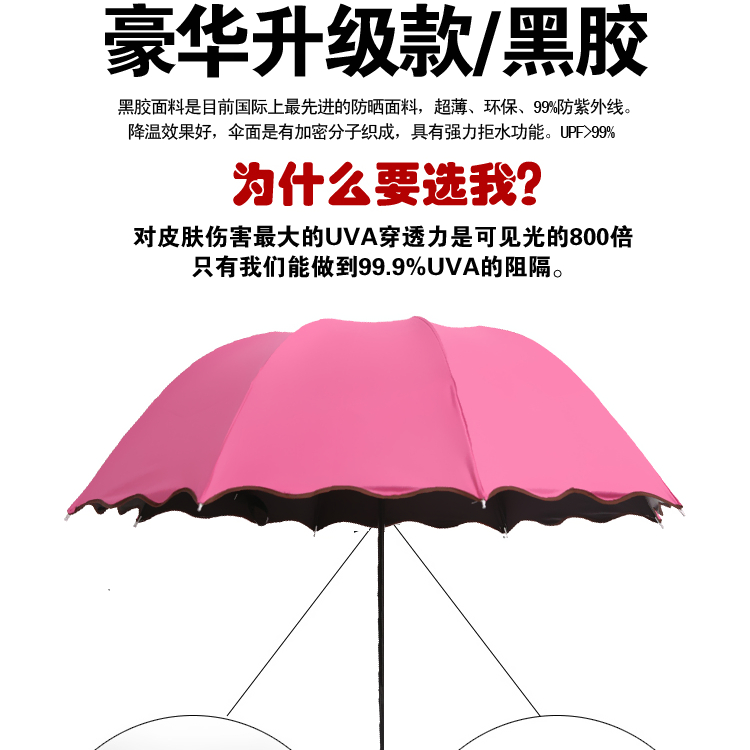 豪华升级款/黑胶
黑胶面料是目前国际上最先进的防晒面料，超薄、环保、99%防紫外线。
降温效果好，伞面是有加密分子织成，具有强力拒水功能。UPF>99%
为什么要选我？
对皮肤伤害最大的UVA穿透力是可见光的800倍
只有我们能做到99.9%UVA的阻隔。